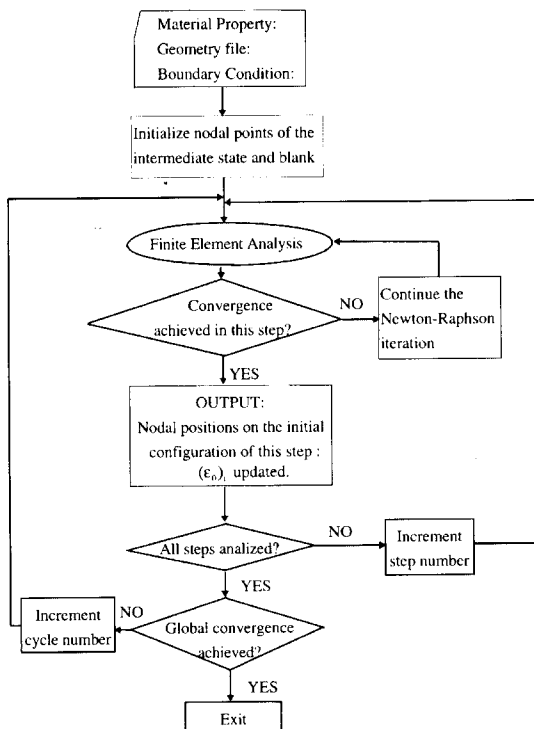 Material Property:
Geometry file:
Boundary Condition:
Initialize nodal points of the
intermediate state and blank
Finite Element Analysis
Convergence
achieved in this step?
NO
Continue the
Newton-Raphson
iteration
YES
OUTPUT:
Nodal positions on the initial
configuration of this step :
(ε₀)ᵢ updated.
All steps analized?
NO
Increment
step number
YES
Increment
cycle number
NO
Global convergence
achieved?
YES
Exit